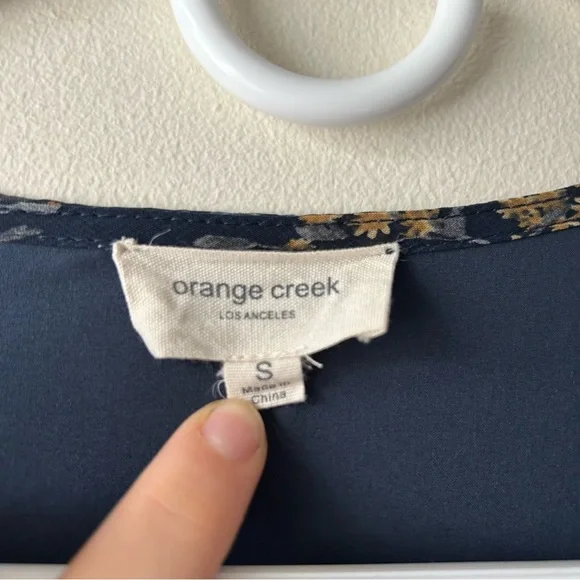 orange creek
LOS ANGELES
S
Made in
China